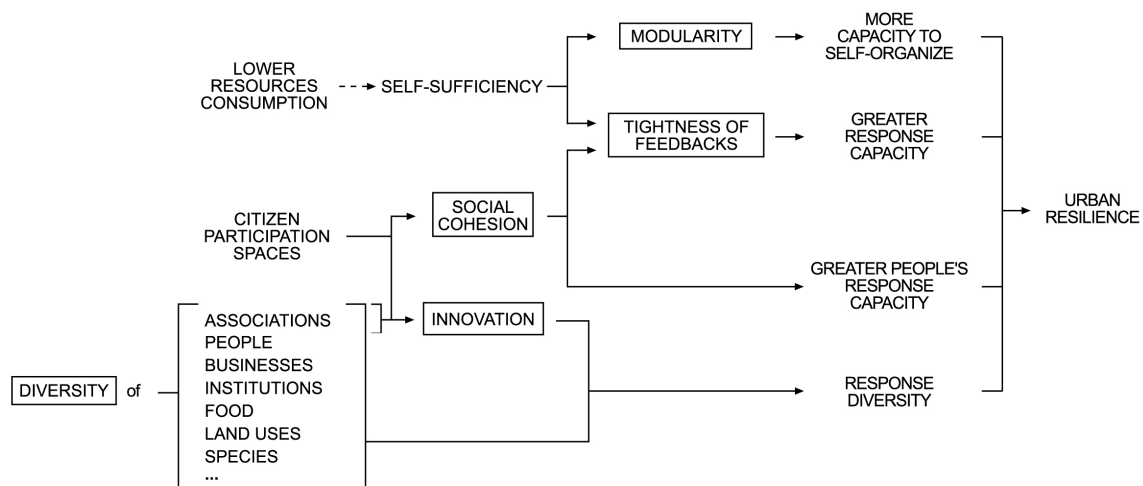 LOWER
RESOURCES
CONSUMPTION
SELF-SUFFICIENCY
MODULARITY
MORE
CAPACITY TO
SELF-ORGANIZE
TIGHTNESS OF
FEEDBACKS
GREATER
RESPONSE
CAPACITY
CITIZEN
PARTICIPATION
SPACES
SOCIAL
COHESION
URBAN
RESILIENCE
GREATER PEOPLE'S
RESPONSE
CAPACITY
DIVERSITY of
ASSOCIATIONS
PEOPLE
BUSINESSES
INSTITUTIONS
FOOD
LAND USES
SPECIES
...
INNOVATION
RESPONSE
DIVERSITY